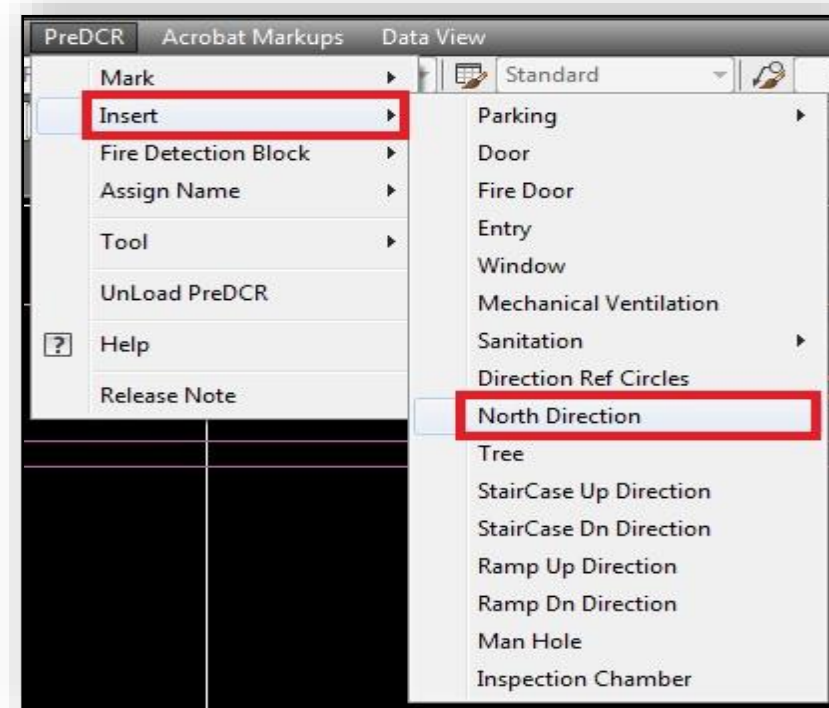 PreDCR Acrobat Markups Data View
Standard
Mark
Insert
Fire Detection Block
Assign Name
Tool
UnLoad PreDCR
? Help
Release Note
Parking
Door
Fire Door
Entry
Window
Mechanical Ventilation
Sanitation
Direction Ref Circles
North Direction
Tree
StairCase Up Direction
StairCase Dn Direction
Ramp Up Direction
Ramp Dn Direction
Man Hole
Inspection Chamber